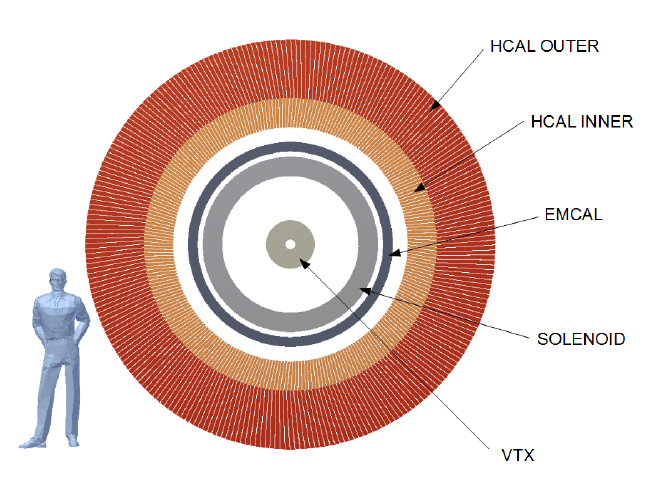 HCAL OUTER
HCAL INNER
EMCAL
SOLENOID
VTX